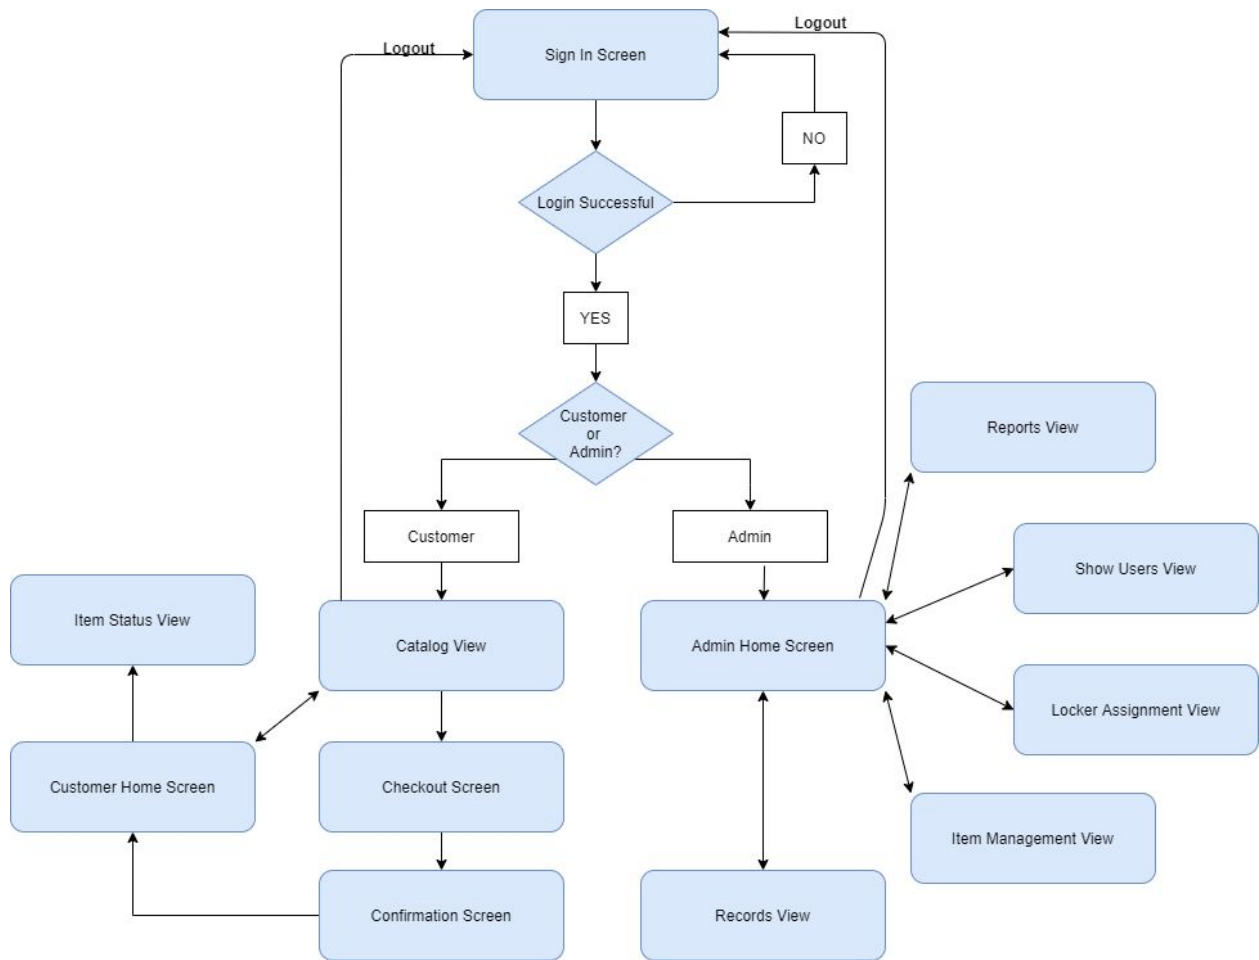 Logout
Logout
Sign In Screen
NO
Login Successful
YES
Customer
or
Admin?
Reports View
Customer
Admin
Show Users View
Item Status View
Catalog View
Admin Home Screen
Locker Assignment View
Customer Home Screen
Checkout Screen
Item Management View
Confirmation Screen
Records View